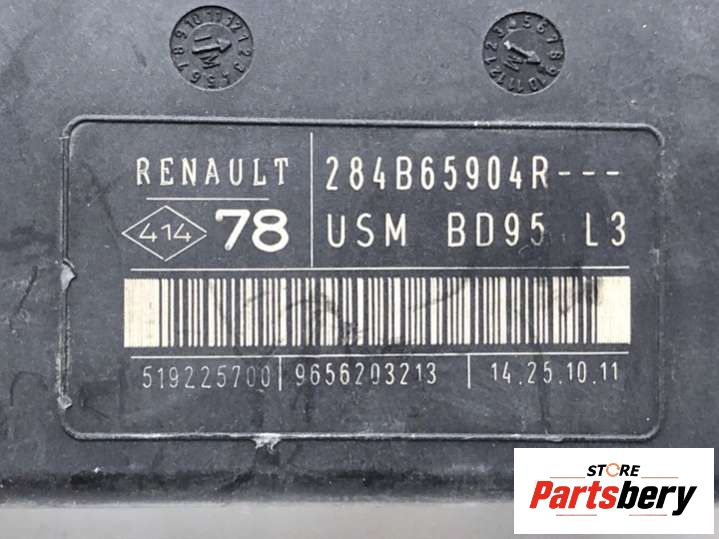 RENAULT 284B65904R---
414 78 USM BD95 L3
519225700 9656203213 14.25.10.11
STORE
Partsbery